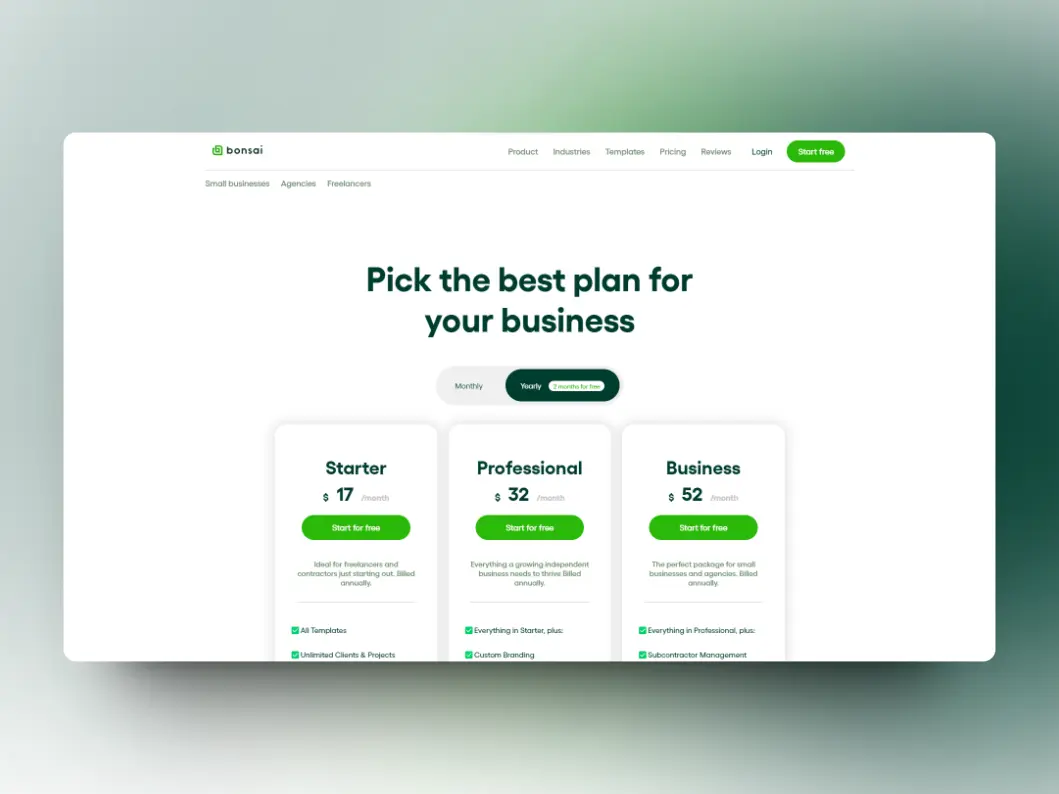 bonsai
Product Industries Templates Pricing Reviews Login Start free
Small businesses Agencies Freelancers
Pick the best plan for
your business
Monthly Yearly 2 months for free
Starter
$ 17 /month
Start for free
Ideal for freelancers and
contractors just starting out. Billed
annually.
All Templates
Unlimited Clients & Projects
Professional
$ 32 /month
Start for free
Everything a growing independent
business needs to thrive Billed
annually.
Everything in Starter, plus:
Custom Branding
Business
$ 52 /month
Start for free
The perfect package for small
businesses and agencies. Billed
annually.
Everything in Professional, plus:
Subcontractor Management